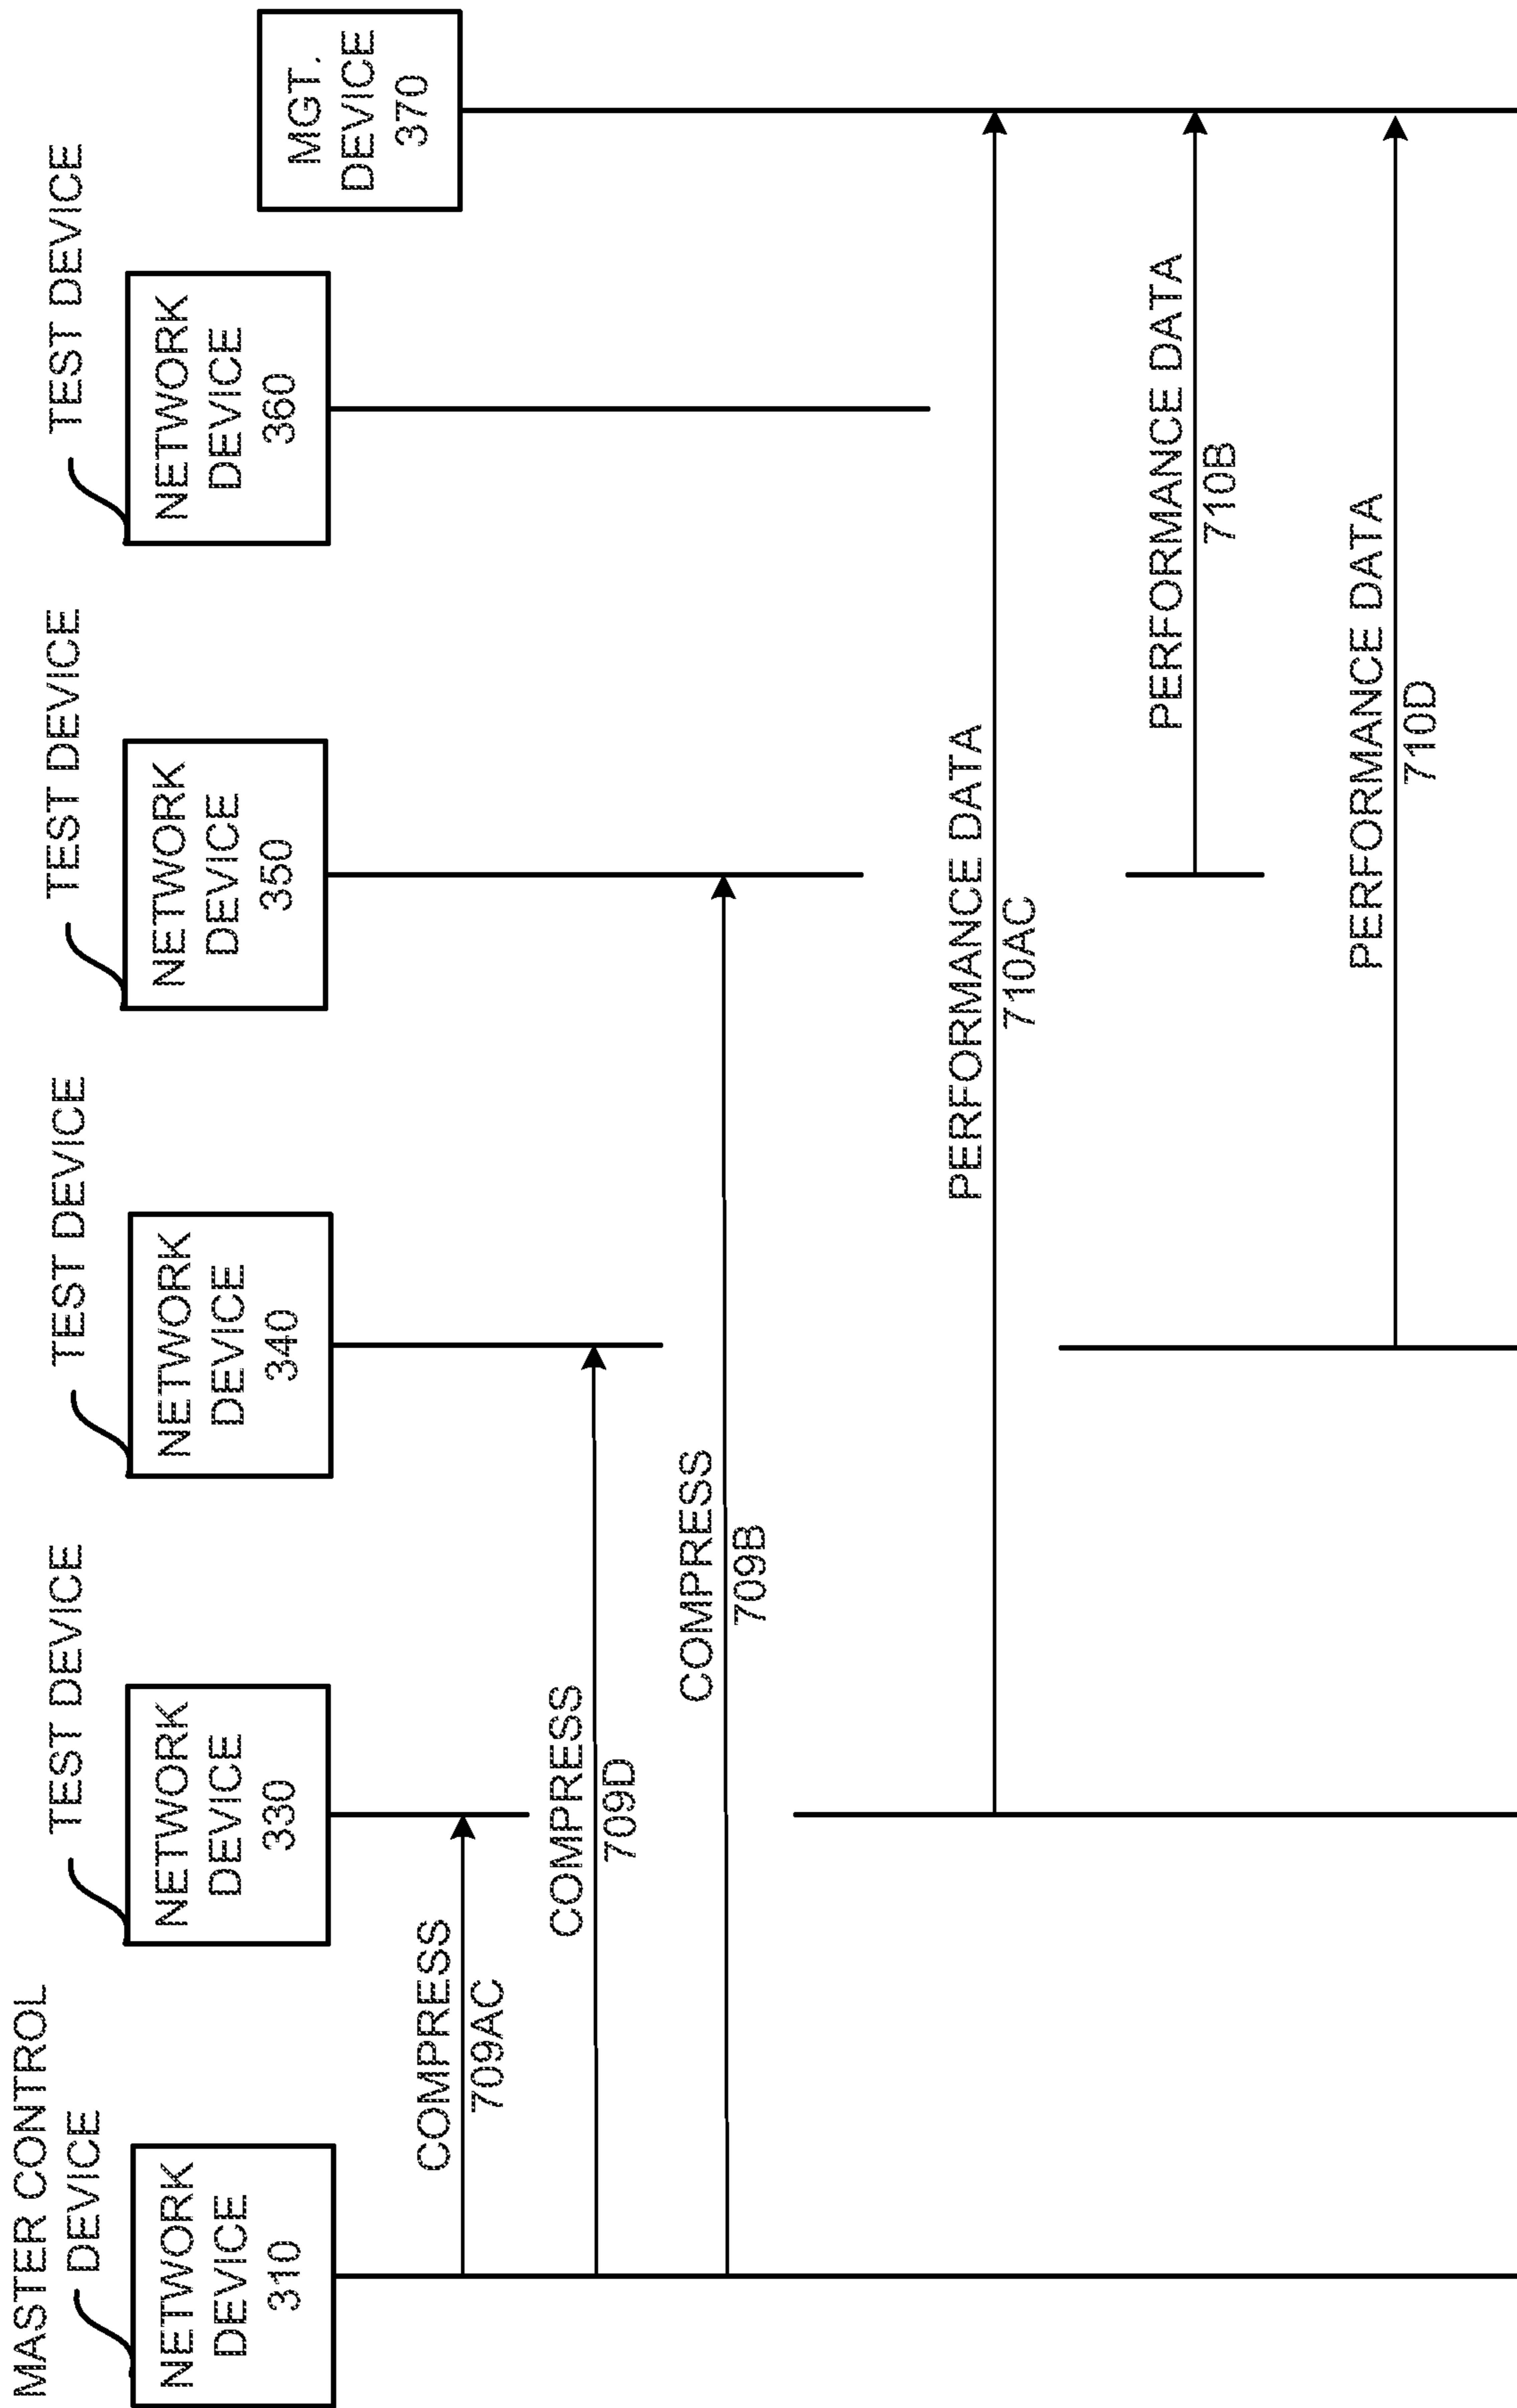 MASTER CONTROL
DEVICE
NETWORK
DEVICE
310
TEST DEVICE
NETWORK
DEVICE
330
TEST DEVICE
NETWORK
DEVICE
340
TEST DEVICE
NETWORK
DEVICE
350
TEST DEVICE
NETWORK
DEVICE
360
MGT.
DEVICE
370
COMPRESS
709AC
COMPRESS
709D
COMPRESS
709B
PERFORMANCE DATA
710AC
PERFORMANCE DATA
710B
PERFORMANCE DATA
710D